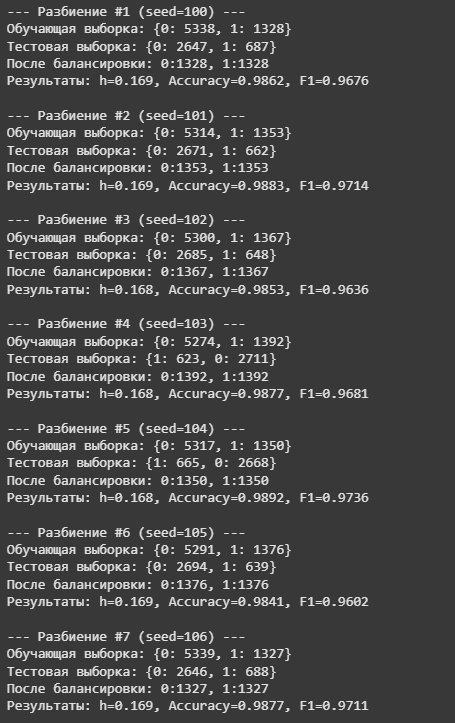 --- Разбиение #1 (seed=100) ---
Обучающая выборка: {0: 5338, 1: 1328}
Тестовая выборка: {0: 2647, 1: 687}
После балансировки: 0:1328, 1:1328
Результаты: h=0.169, Accuracy=0.9862, F1=0.9676
--- Разбиение #2 (seed=101) ---
Обучающая выборка: {0: 5314, 1: 1353}
Тестовая выборка: {0: 2671, 1: 662}
После балансировки: 0:1353, 1:1353
Результаты: h=0.169, Accuracy=0.9883, F1=0.9714
--- Разбиение #3 (seed=102) ---
Обучающая выборка: {0: 5300, 1: 1367}
Тестовая выборка: {0: 2685, 1: 648}
После балансировки: 0:1367, 1:1367
Результаты: h=0.168, Accuracy=0.9853, F1=0.9636
--- Разбиение #4 (seed=103) ---
Обучающая выборка: {0: 5274, 1: 1392}
Тестовая выборка: {1: 623, 0: 2711}
После балансировки: 0:1392, 1:1392
Результаты: h=0.168, Accuracy=0.9877, F1=0.9681
--- Разбиение #5 (seed=104) ---
Обучающая выборка: {0: 5317, 1: 1350}
Тестовая выборка: {1: 665, 0: 2668}
После балансировки: 0:1350, 1:1350
Результаты: h=0.168, Accuracy=0.9892, F1=0.9736
--- Разбиение #6 (seed=105) ---
Обучающая выборка: {0: 5291, 1: 1376}
Тестовая выборка: {0: 2694, 1: 639}
После балансировки: 0:1376, 1:1376
Результаты: h=0.169, Accuracy=0.9841, F1=0.9602
--- Разбиение #7 (seed=106) ---
Обучающая выборка: {0: 5339, 1: 1327}
Тестовая выборка: {0: 2646, 1: 688}
После балансировки: 0:1327, 1:1327
Результаты: h=0.169, Accuracy=0.9877, F1=0.9711